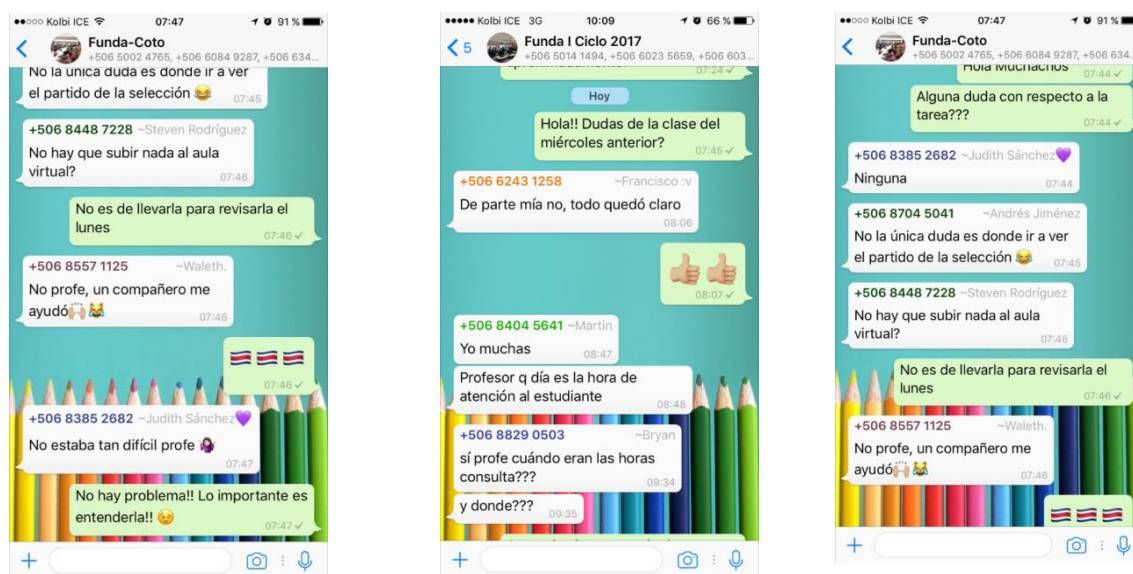 Kolbi ICE 07:47 91 %
Funda-Coto
+506 5002 4765, +506 6084 9287, +506 634...
No la única duda es donde ir a ver
el partido de la selección 😂 07:45
+506 8448 7228 ~Steven Rodríguez
No hay que subir nada al aula
virtual? 07:46
No es de llevarla para revisarla el
lunes 07:46
+506 8557 1125 ~Waleth.
No profe, un compañero me
ayudó🙌🏼😹 07:46
🇨🇷🇨🇷🇨🇷
07:46
+506 8385 2682 ~Judith Sánchez💜
No estaba tan difícil profe 🤷🏻‍♀️
07:47
No hay problema!! Lo importante es
entenderla!! 😉 07:47
Kolbi ICE 3G 10:09 66 %
5 Funda I Ciclo 2017
+506 5014 1494, +506 6023 5659, +506 603...
07:24
Hoy
Hola!! Dudas de la clase del
miércoles anterior? 07:45
+506 6243 1258 ~Francisco :v
De parte mía no, todo quedó claro
08:06
👍🏼👍🏼
08:07
+506 8404 5641 ~Martin
Yo muchas 08:47
Profesor q día es la hora de
atención al estudiante 08:48
+506 8829 0503 ~Bryan
sí profe cuándo eran las horas
consulta??? 09:34
y donde??? 09:35
Kolbi ICE 07:47 91 %
Funda-Coto
+506 5002 4765, +506 6084 9287, +506 634...
Hola Muchachos 07:44
Alguna duda con respecto a la
tarea??? 07:44
+506 8385 2682 ~Judith Sánchez💜
Ninguna 07:44
+506 8704 5041 ~Andrés Jiménez
No la única duda es donde ir a ver
el partido de la selección 😂 07:45
+506 8448 7228 ~Steven Rodríguez
No hay que subir nada al aula
virtual? 07:46
No es de llevarla para revisarla el
lunes 07:46
+506 8557 1125 ~Waleth.
No profe, un compañero me
ayudó🙌🏼😹 07:46
🇨🇷🇨🇷🇨🇷